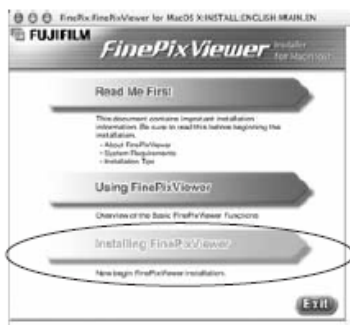 FinePix:FinePixViewer for MacOS X:INSTALL:ENGLISH:MAIN.EN
FUJIFILM
FinePixViewer Installer
for Macintosh
Read Me First
This document contains important installation
information. Be sure to read this before beginning the
installation.
- About FinePixViewer
- System Requirements
- Installation Tips
Using FinePixViewer
Overview of the Basic FinePixViewer Functions
Installing FinePixViewer
Now begin FinePixViewer installation.
Exit